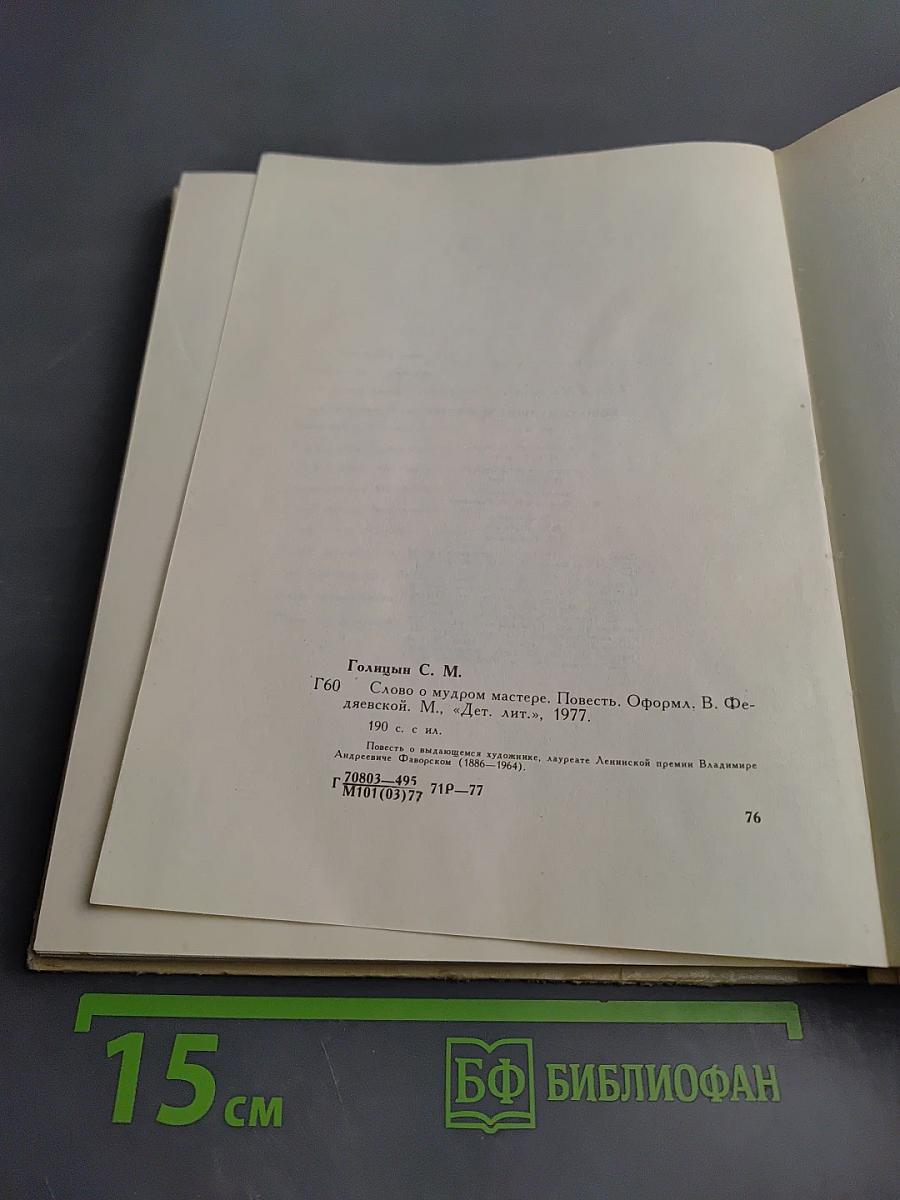 Голицын С. М.
Г60 Слово о мудром мастере. Повесть. Оформл. В. Фе-
дяевской. М., «Дет. лит.», 1977.
190 с. с ил.
Повесть о выдающемся художнике, лауреате Ленинской премии Владимире
Андреевиче Фаворском (1886—1964).
Г 70803—495
М101(03)77 71Р—77
76
15 см
БФ БИБЛИОФАН